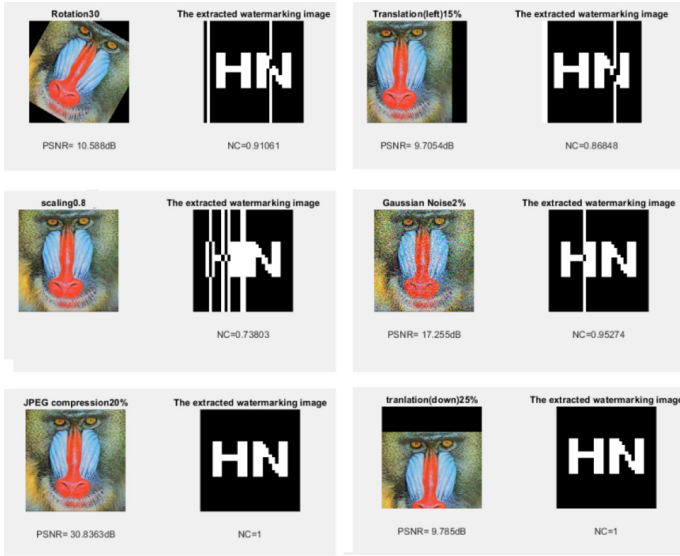 Rotation30
The extracted watermarking image
HN
PSNR= 10.588dB
NC=0.91061
Translation(left)15%
The extracted watermarking image
HN
PSNR= 9.7054dB
NC=0.86848
scaling0.8
The extracted watermarking image
HN
NC=0.73803
Gaussian Noise2%
The extracted watermarking image
HN
PSNR= 17.255dB
NC=0.95274
JPEG compression20%
The extracted watermarking image
HN
PSNR= 30.8363dB
NC=1
tranlation(down)25%
The extracted watermarking image
HN
PSNR= 9.785dB
NC=1